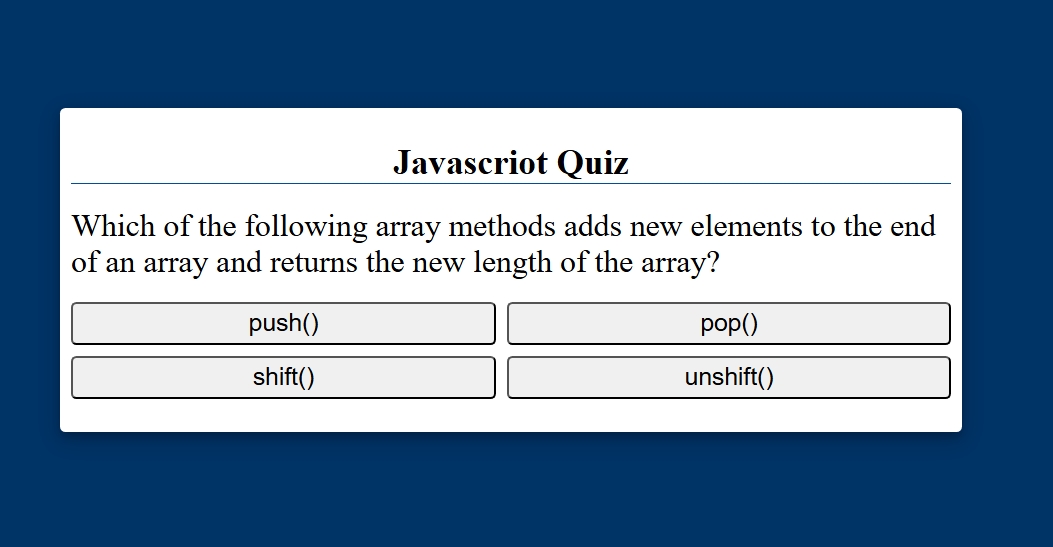 Javascriot Quiz
Which of the following array methods adds new elements to the end
of an array and returns the new length of the array?
push()
pop()
shift()
unshift()